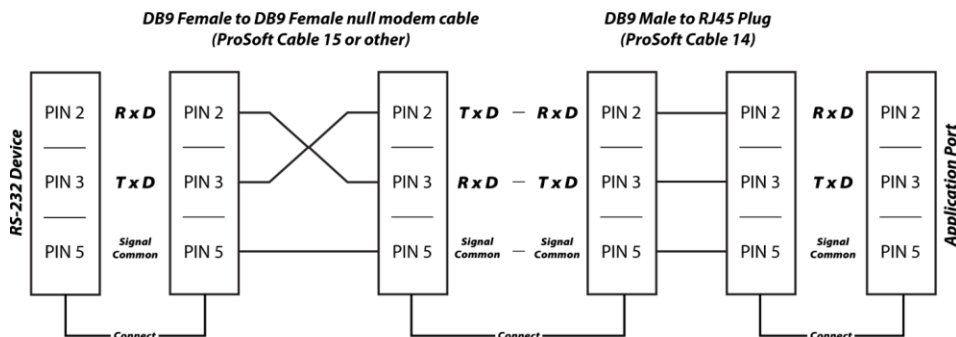 DB9 Female to DB9 Female null modem cable
(ProSoft Cable 15 or other)
DB9 Male to RJ45 Plug
(ProSoft Cable 14)
RS-232 Device
PIN 2 RxD PIN 2 PIN 2 TxD – RxD PIN 2 PIN 2 RxD PIN 2
PIN 3 TxD PIN 3 PIN 3 RxD – TxD PIN 3 PIN 3 TxD PIN 3
PIN 5 Signal Common PIN 5 PIN 5 Signal Common – Signal Common PIN 5 PIN 5 Signal Common PIN 5
Application Port
Connect Connect Connect